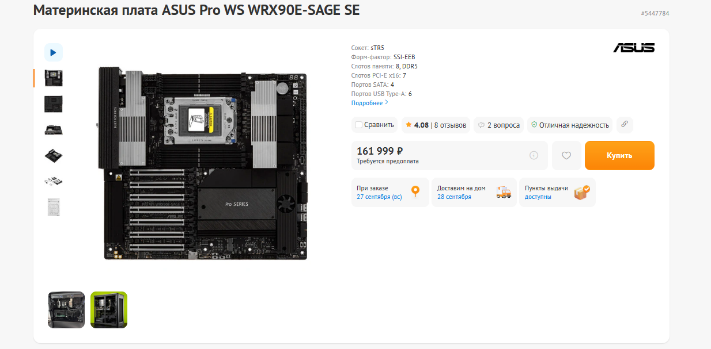 Материнская плата ASUS Pro WS WRX90E-SAGE SE
#5447784
Сокет: sTR5
Форм-фактор: SSI-EEB
Слотов памяти: 8, DDR5
Слотов PCI-E x16: 7
Портов SATA: 4
Портов USB Type-A: 6
Подробнее
ASUS
Сравнить
4.08 | 8 отзывов
2 вопроса
Отличная надежность
161 999 ₽
Требуется предоплата
Купить
При заказе
27 сентября (вс)
Доставим на дом
28 сентября
Пункты выдачи
доступны
Pro WS/WS